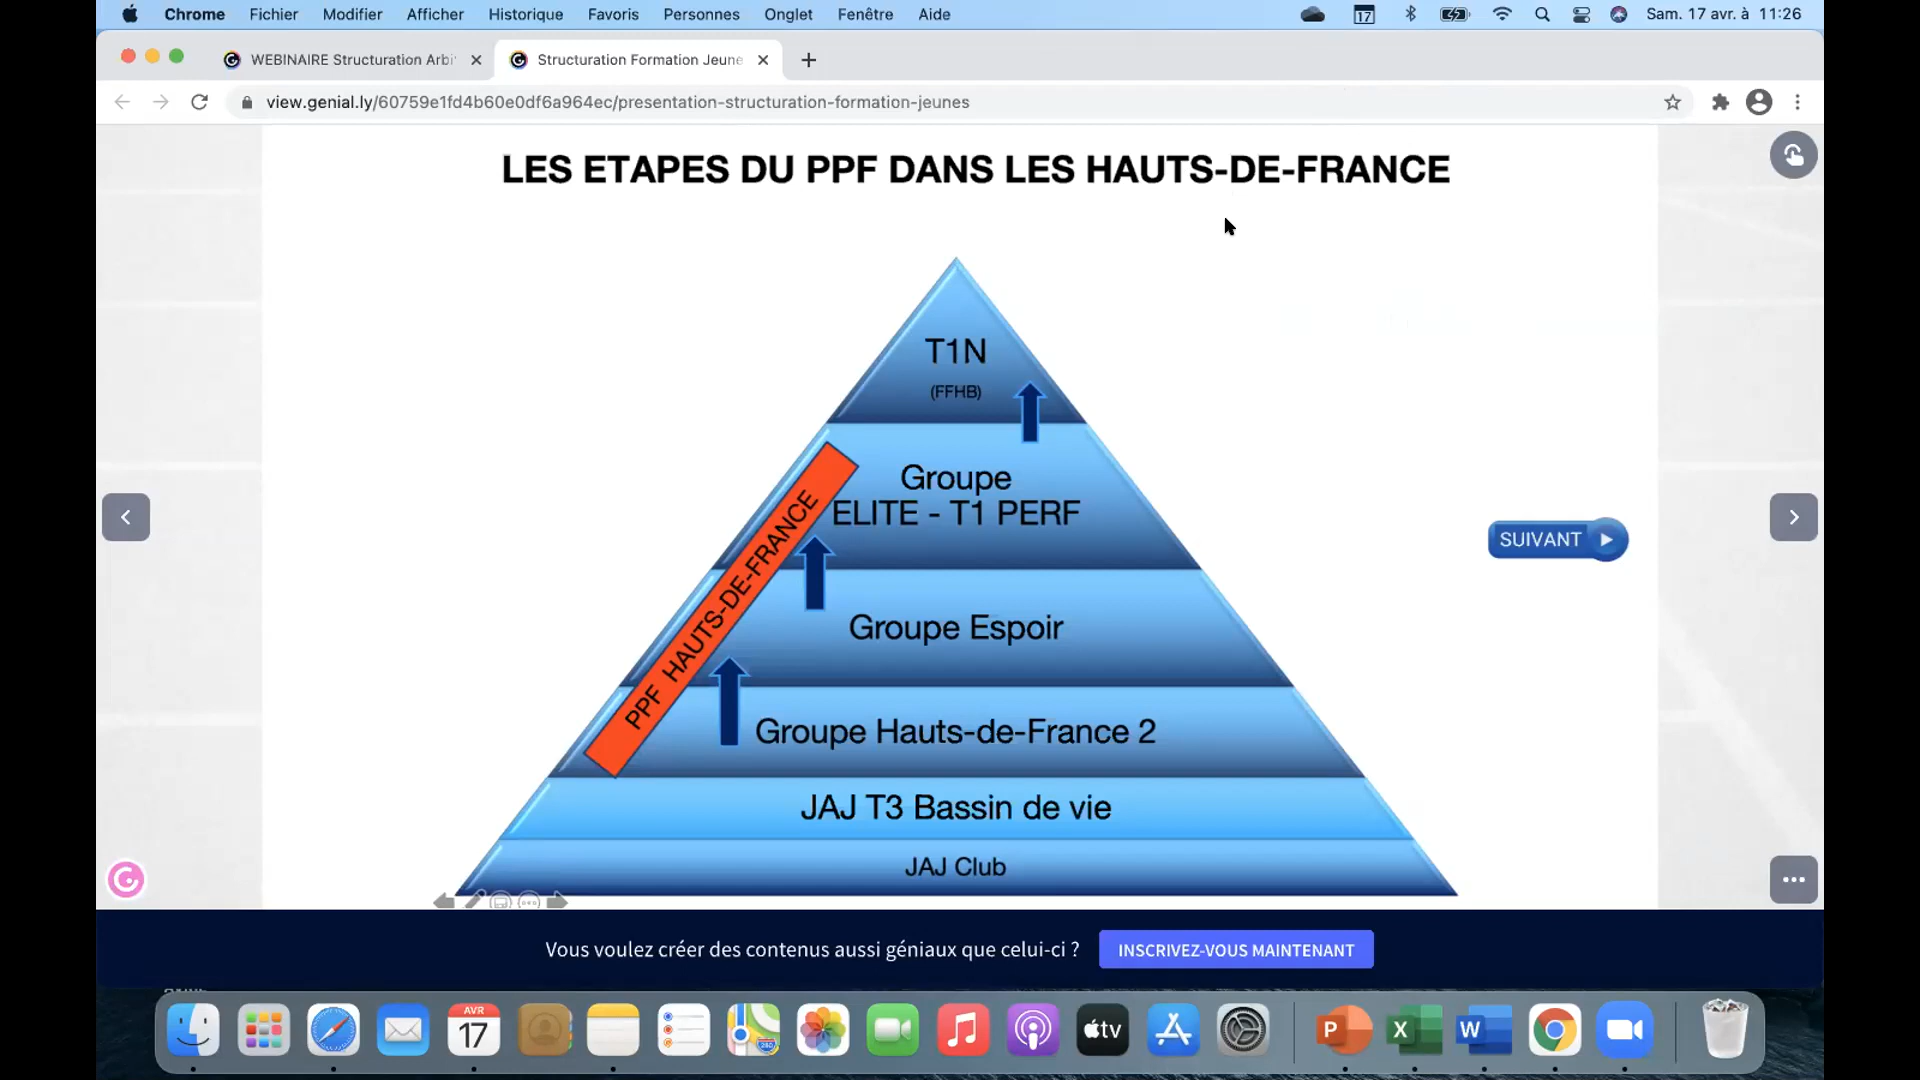 Chrome Fichier Modifier Afficher Historique Favoris Personnes Onglet Fenêtre Aide 17 Sam. 17 avr. à 11:26
WEBINAIRE Structuration Arbi
Structuration Formation Jeune
view.genial.ly/60759e1fd4b60e0df6a964ec/presentation-structuration-formation-jeunes
LES ETAPES DU PPF DANS LES HAUTS-DE-FRANCE
T1N
(FFHB)
Groupe
ELITE - T1 PERF
PPF HAUTS-DE-FRANCE
SUIVANT
Groupe Espoir
Groupe Hauts-de-France 2
JAJ T3 Bassin de vie
JAJ Club
Vous voulez créer des contenus aussi géniaux que celui-ci ? INSCRIVEZ-VOUS MAINTENANT
AVR
17
280
tv
P
X
W